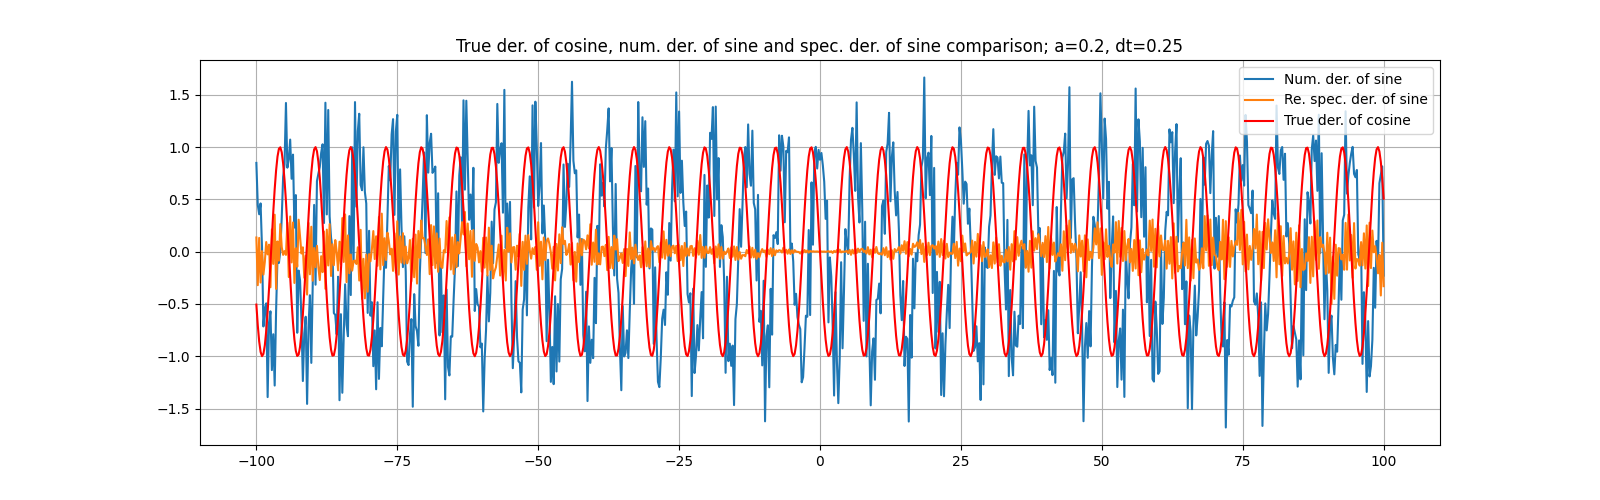 True der. of cosine, num. der. of sine and spec. der. of sine comparison; a=0.2, dt=0.25
Num. der. of sine
Re. spec. der. of sine
True der. of cosine
1.5
1.0
0.5
0.0
−0.5
−1.0
−1.5
−100 −75 −50 −25 0 25 50 75 100